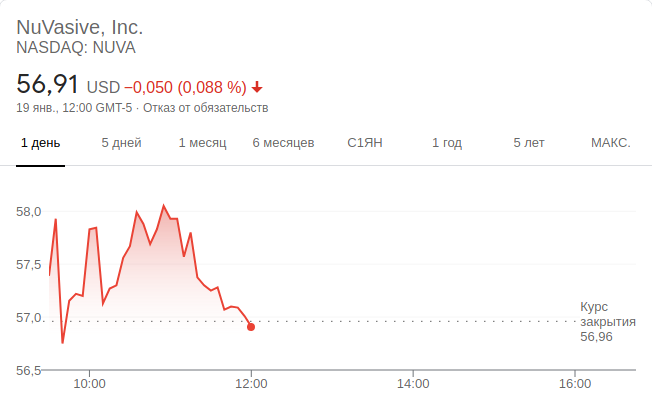 NuVasive, Inc.
NASDAQ: NUVA
56,91 USD −0,050 (0,088 %)
19 янв., 12:00 GMT-5 · Отказ от обязательств
1 день 5 дней 1 месяц 6 месяцев С1ЯН 1 год 5 лет МАКС.
58,0
57,5
57,0
Курс
закрытия
56,96
56,5
10:00 12:00 14:00 16:00